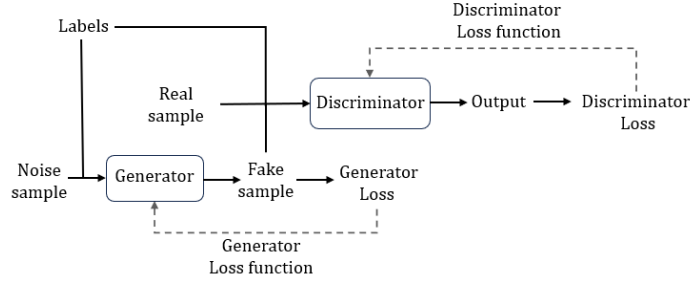 Discriminator
Loss function
Labels
Real
sample
Discriminator
Output
Discriminator
Loss
Noise
sample
Generator
Fake
sample
Generator
Loss
Generator
Loss function